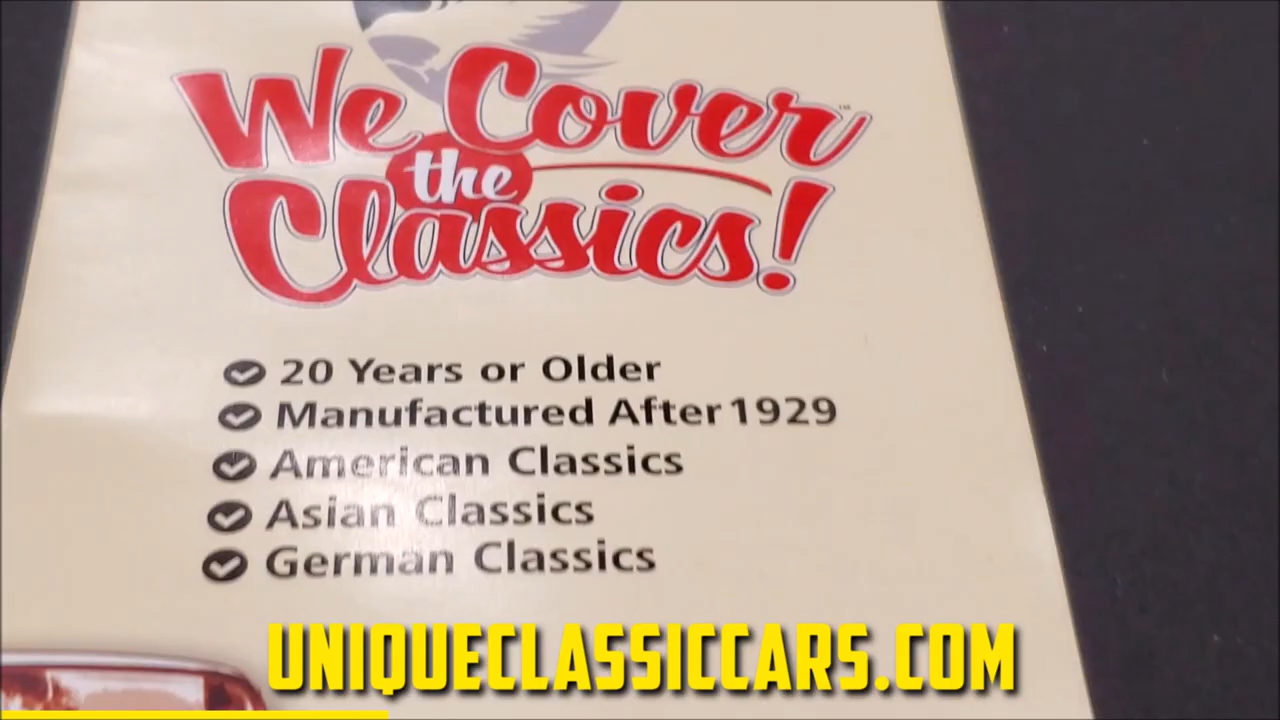 We Cover
the
Classics!
20 Years or Older
Manufactured After 1929
American Classics
Asian Classics
German Classics
UNIQUECLASSICCARS.COM